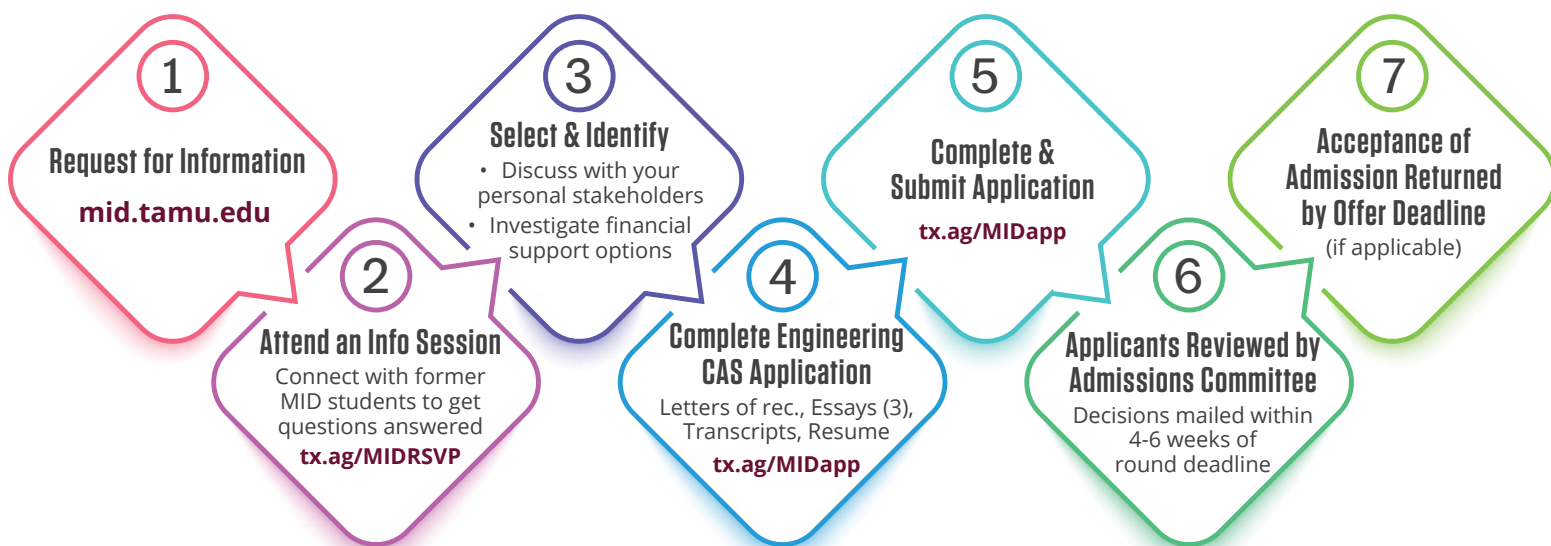 1
Request for Information
mid.tamu.edu
2
Attend an Info Session
Connect with former
MID students to get
questions answered
tx.ag/MIDRSVP
3
Select & Identify
• Discuss with your
personal stakeholders
• Investigate financial
support options
4
Complete Engineering
CAS Application
Letters of rec., Essays (3),
Transcripts, Resume
tx.ag/MIDapp
5
Complete &
Submit Application
tx.ag/MIDapp
6
Applicants Reviewed by
Admissions Committee
Decisions mailed within
4-6 weeks of
round deadline
7
Acceptance of
Admission Returned
by Offer Deadline
(if applicable)